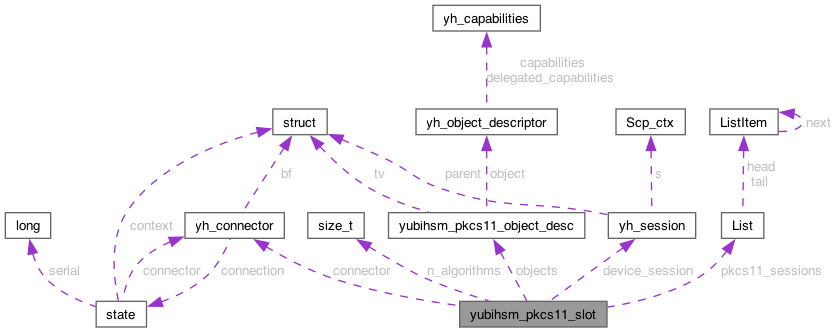 yh_capabilities
capabilities
delegated_capabilities
struct
yh_object_descriptor
Scp_ctx
ListItem
next
bf
tv
parent
object
s
head
tail
context
long
yh_connector
size_t
yubihsm_pkcs11_object_desc
yh_session
List
serial
connector
connection
connector
n_algorithms
objects
device_session
pkcs11_sessions
state
yubihsm_pkcs11_slot